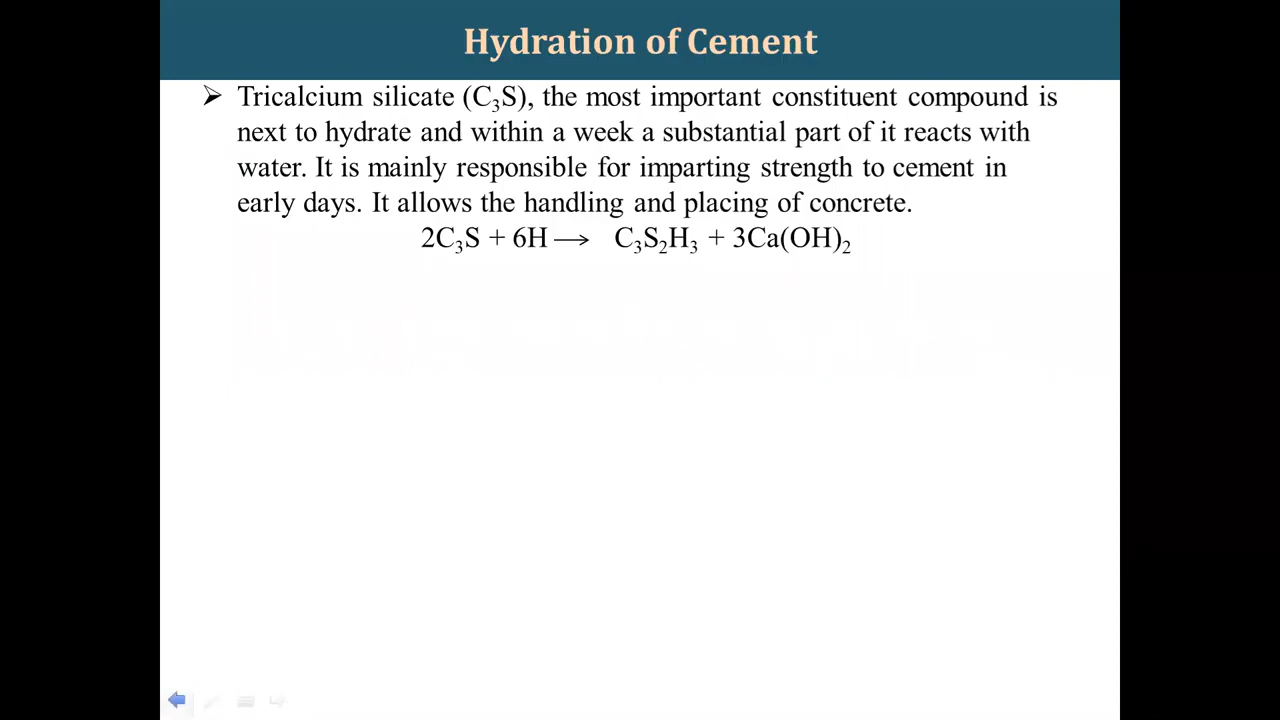 Hydration of Cement
➢ Tricalcium silicate (C₃S), the most important constituent compound is
next to hydrate and within a week a substantial part of it reacts with
water. It is mainly responsible for imparting strength to cement in
early days. It allows the handling and placing of concrete.
2C₃S + 6H ⟶ C₃S₂H₃ + 3Ca(OH)₂